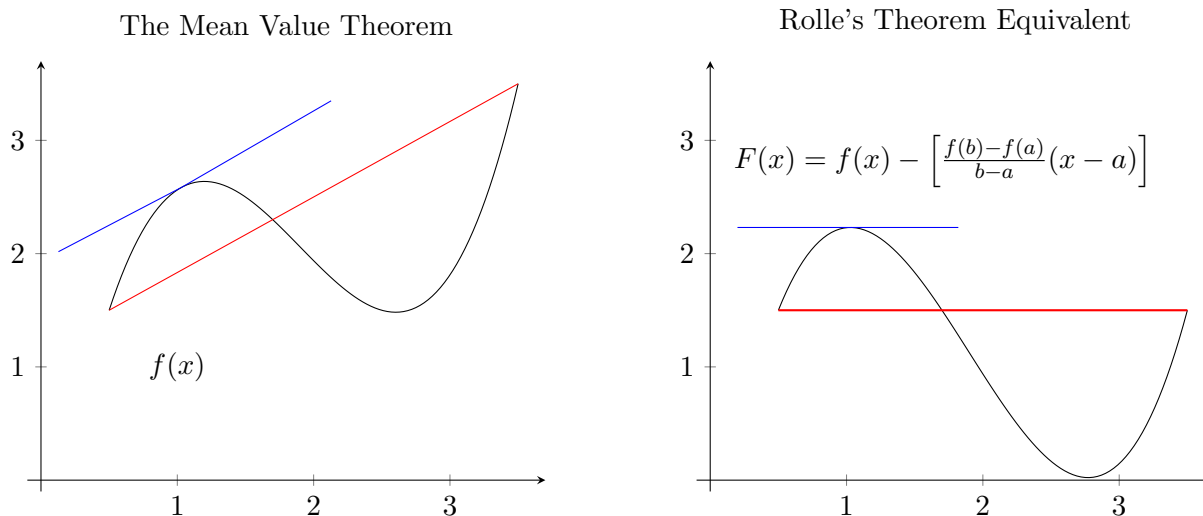 The Mean Value Theorem
3
2
1
f(x)
1 2 3
Rolle's Theorem Equivalent
3
F(x) = f(x) − [f(b)−f(a)/b−a (x − a)]
2
1
1 2 3